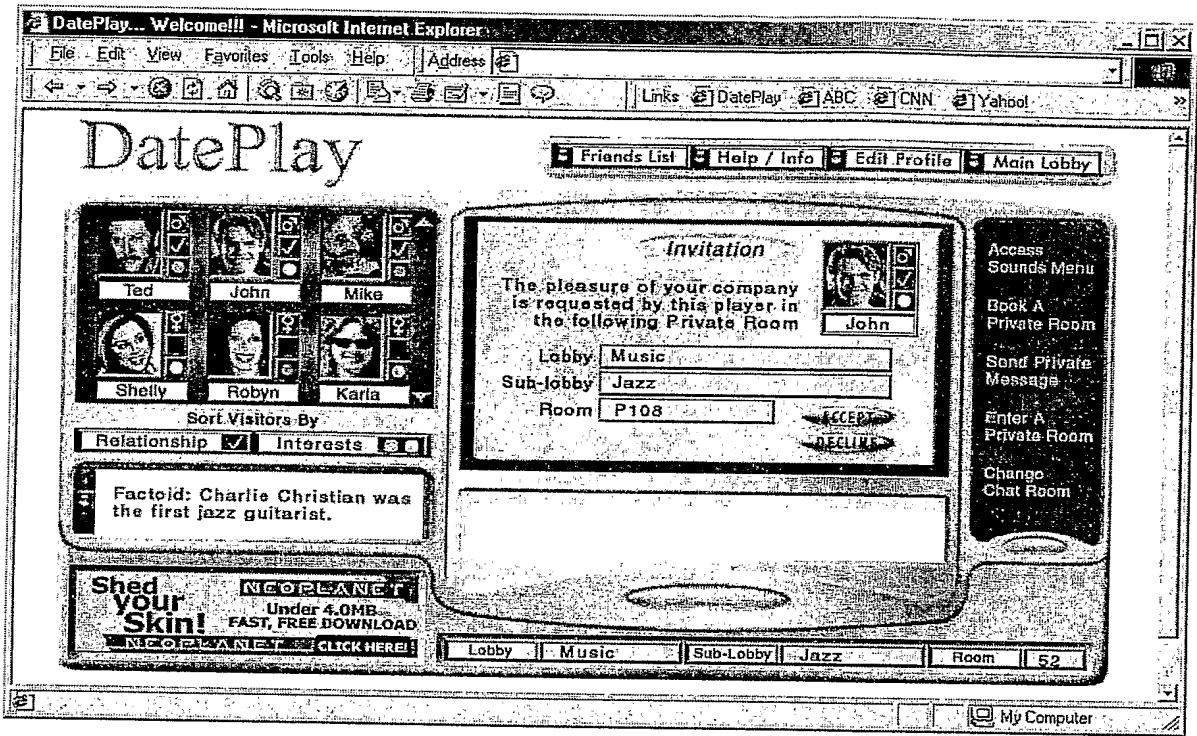 DatePlay... Welcome!!! - Microsoft Internet Explorer
File Edit View Favorites Tools Help Address
Links DatePlay ABC CNN Yahoo! »
DatePlay
Friends List Help / Info Edit Profile Main Lobby
Ted John Mike
Shelly Robyn Karla
Sort Visitors By
Relationship Interests
Factoid: Charlie Christian was
the first jazz guitarist.
Shed
your
Skin!
NEOPLANET
Under 4.0MB
FAST, FREE DOWNLOAD
NEOPLANET CLICK HERE!
Invitation
The pleasure of your company
is requested by this player in
the following Private Room
John
Lobby Music
Sub-lobby Jazz
Room P108
ACCEPT
DECLINE
Access
Sounds Menu
Book A
Private Room
Send Private
Message
Enter A
Private Room
Change
Chat Room
Lobby Music Sub-Lobby Jazz Room 52
My Computer